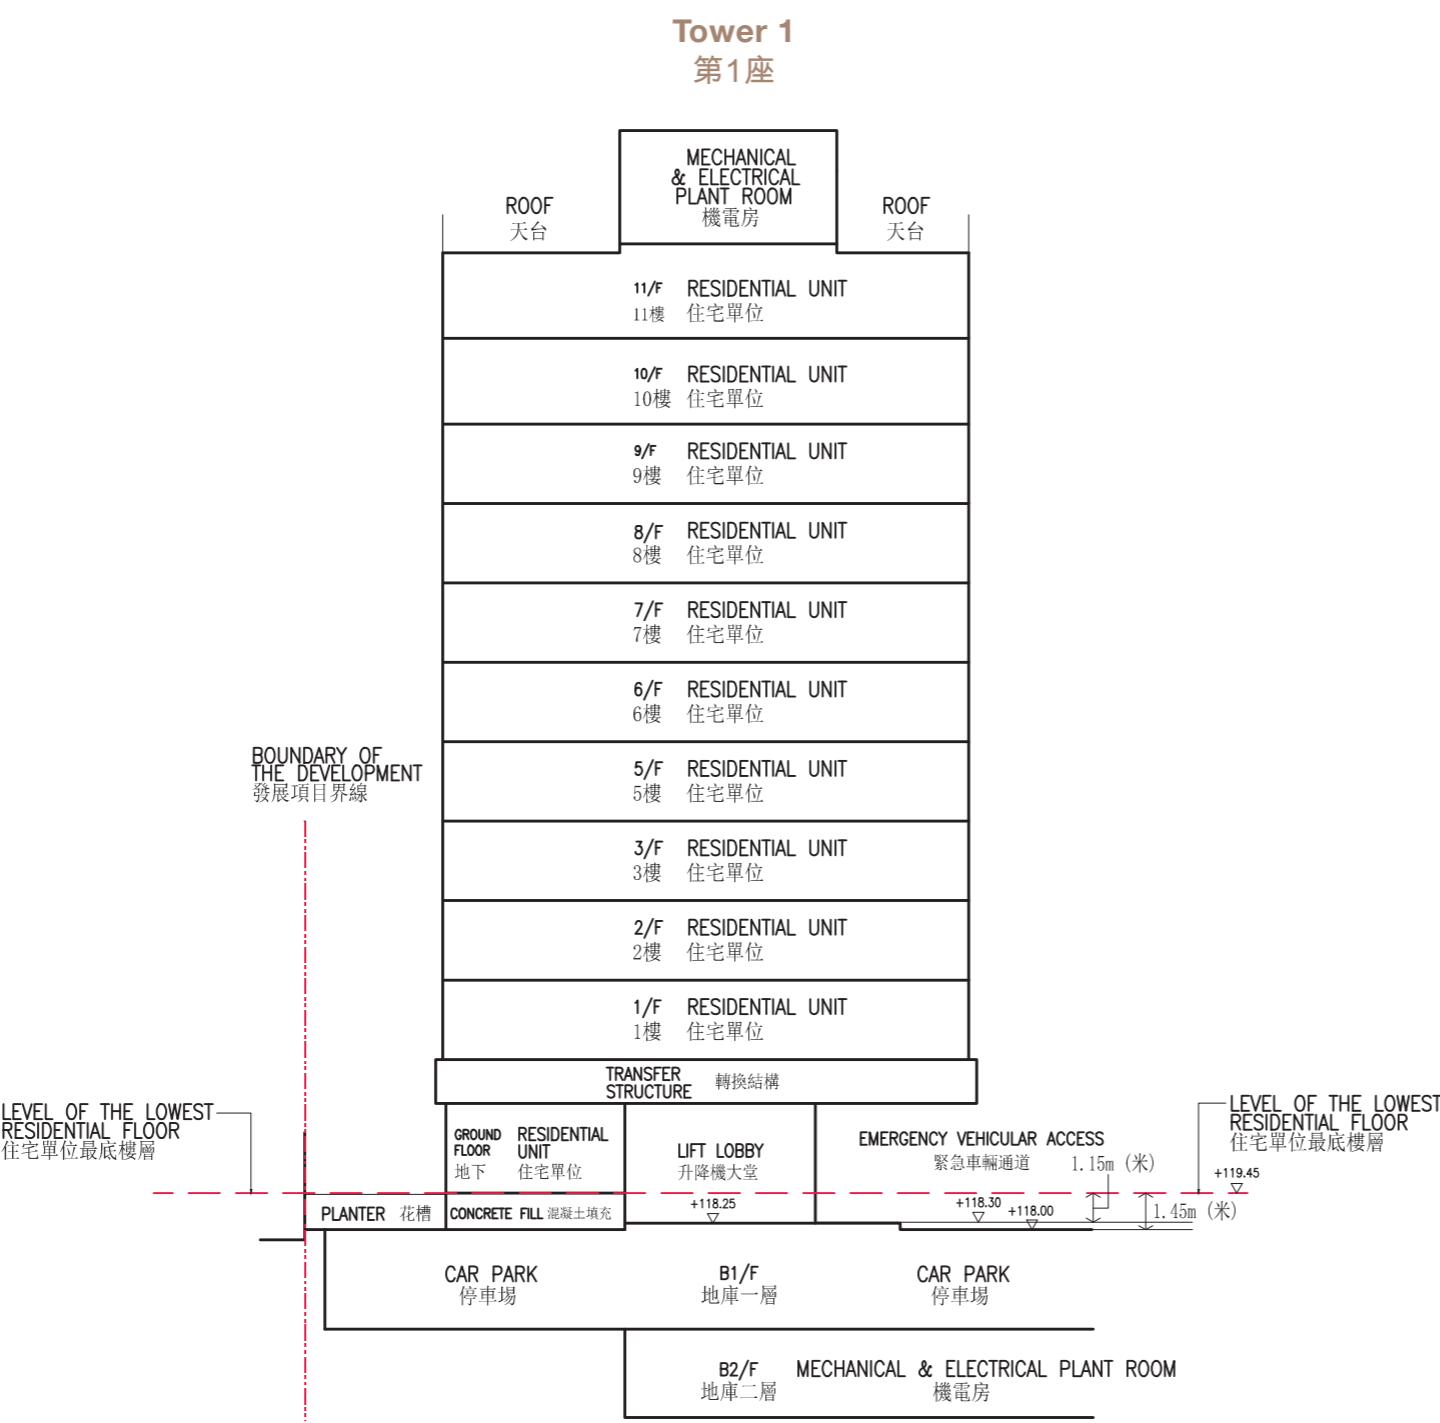 Tower 1
第1座
MECHANICAL
& ELECTRICAL
PLANT ROOM
機電房
ROOF
天台
ROOF
天台
11/F RESIDENTIAL UNIT
11樓 住宅單位
10/F RESIDENTIAL UNIT
10樓 住宅單位
9/F RESIDENTIAL UNIT
9樓 住宅單位
8/F RESIDENTIAL UNIT
8樓 住宅單位
7/F RESIDENTIAL UNIT
7樓 住宅單位
6/F RESIDENTIAL UNIT
6樓 住宅單位
5/F RESIDENTIAL UNIT
5樓 住宅單位
3/F RESIDENTIAL UNIT
3樓 住宅單位
2/F RESIDENTIAL UNIT
2樓 住宅單位
1/F RESIDENTIAL UNIT
1樓 住宅單位
BOUNDARY OF
THE DEVELOPMENT
發展項目界線
TRANSFER
STRUCTURE
轉換結構
LEVEL OF THE LOWEST
RESIDENTIAL FLOOR
住宅單位最底樓層
GROUND
FLOOR
地下
RESIDENTIAL
UNIT
住宅單位
LIFT LOBBY
升降機大堂
+118.25
EMERGENCY VEHICULAR ACCESS
緊急車輛通道
1.15m (米)
LEVEL OF THE LOWEST
RESIDENTIAL FLOOR
住宅單位最底樓層
+119.45
+118.30
+118.00
1.45m (米)
PLANTER 花槽
CONCRETE FILL 混凝土填充
CAR PARK
停車場
B1/F
地庫一層
CAR PARK
停車場
B2/F MECHANICAL & ELECTRICAL PLANT ROOM
地庫二層 機電房